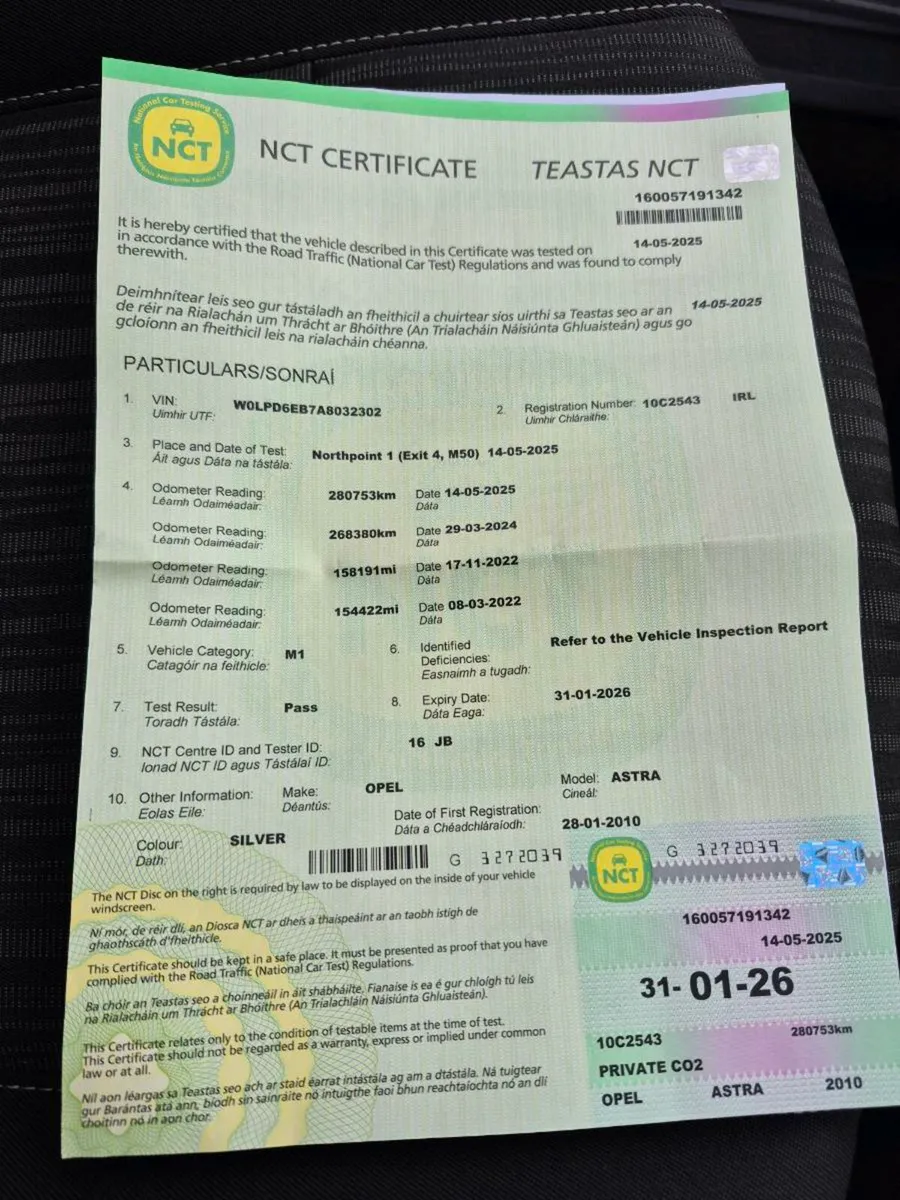 National Car Testing Service
NCT
NCT CERTIFICATE TEASTAS NCT
160057191342
It is hereby certified that the vehicle described in this Certificate was tested on 14-05-2025
in accordance with the Road Traffic (National Car Test) Regulations and was found to comply
therewith.
Deimhnítear leis seo gur tástáladh an fheithicil a chuirtear síos uirthi sa Teastas seo ar an 14-05-2025
de réir na Rialachán um Thrácht ar Bhóithre (An Trialacháin Náisiúnta Ghluaisteán) agus go
gcloíonn an fheithicil leis na rialacháin chéanna.
PARTICULARS/SONRAÍ
1. VIN: W0LPD6EB7A8032302
Uimhir UTF:
2. Registration Number: 10C2543 IRL
Uimhir Chláraithe:
3. Place and Date of Test: Northpoint 1 (Exit 4, M50) 14-05-2025
Áit agus Dáta na tástála:
4. Odometer Reading: 280753km Date 14-05-2025
Léamh Odaiméadair: Dáta
Odometer Reading: 268380km Date 29-03-2024
Léamh Odaiméadair: Dáta
Odometer Reading: 158191mi Date 17-11-2022
Léamh Odaiméadair: Dáta
Odometer Reading: 154422mi Date 08-03-2022
Léamh Odaiméadair: Dáta
5. Vehicle Category: M1
Catagóir na feithicle:
6. Identified Refer to the Vehicle Inspection Report
Deficiencies:
Easnaimh a tugadh:
7. Test Result: Pass
Toradh Tástála:
8. Expiry Date: 31-01-2026
Dáta Eaga:
9. NCT Centre ID and Tester ID: 16 JB
Ionad NCT ID agus Tástálaí ID:
10. Other Information: Make: OPEL Model: ASTRA
Eolas Eile: Déantús: Cineál:
Date of First Registration: 28-01-2010
Dáta a Chéadchláraíodh:
Colour: SILVER
Dath:
G 3272039
The NCT Disc on the right is required by law to be displayed on the inside of your vehicle
windscreen.
Ní mór, de réir dlí, an Diosca NCT ar dheis a thaispeáint ar an taobh istigh de
ghaothscáth d'fheithicle.
This Certificate should be kept in a safe place. It must be presented as proof that you have
complied with the Road Traffic (National Car Test) Regulations.
Ba chóir an Teastas seo a choinneáil in áit shábháilte. Fianaise is ea é gur chloígh tú leis
na Rialacháin um Thrácht ar Bhóithre (An Trialachláin Náisiúnta Ghluaisteán).
This Certificate relates only to the condition of testable items at the time of test.
This Certificate should not be regarded as a warranty, express or implied under common
law or at all.
Níl aon léargas sa Teastas seo ach ar staid éarrat intástála ag am a dtástála. Ná tuigtear
gur Barántas atá ann, bíodh sin sainráite nó intuigthe faoi bhun reachtaíochta nó an dlí
choitinn nó in aon chor.
G 3272039
NCT
160057191342
14-05-2025
31-01-26
10C2543 280753km
PRIVATE CO2
OPEL ASTRA 2010